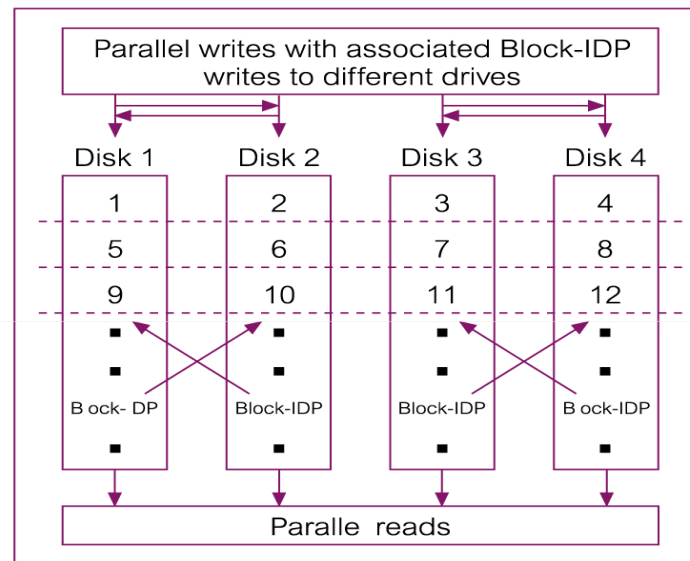 Parallel writes with associated Block-IDP
writes to different drives
Disk 1 Disk 2 Disk 3 Disk 4
1 2 3 4
5 6 7 8
9 10 11 12
B ock- DP Block-IDP Block-IDP B ock-IDP
Paralle reads